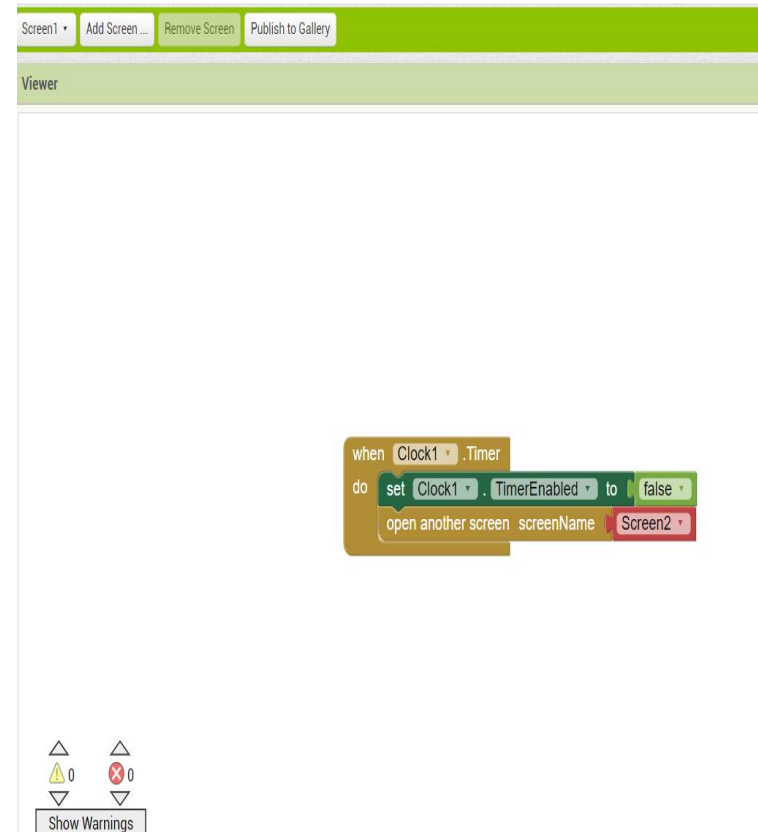 Screen1 Add Screen ... Remove Screen Publish to Gallery
Viewer
when Clock1 .Timer
do set Clock1 . TimerEnabled to false
open another screen screenName Screen2
0 0
Show Warnings